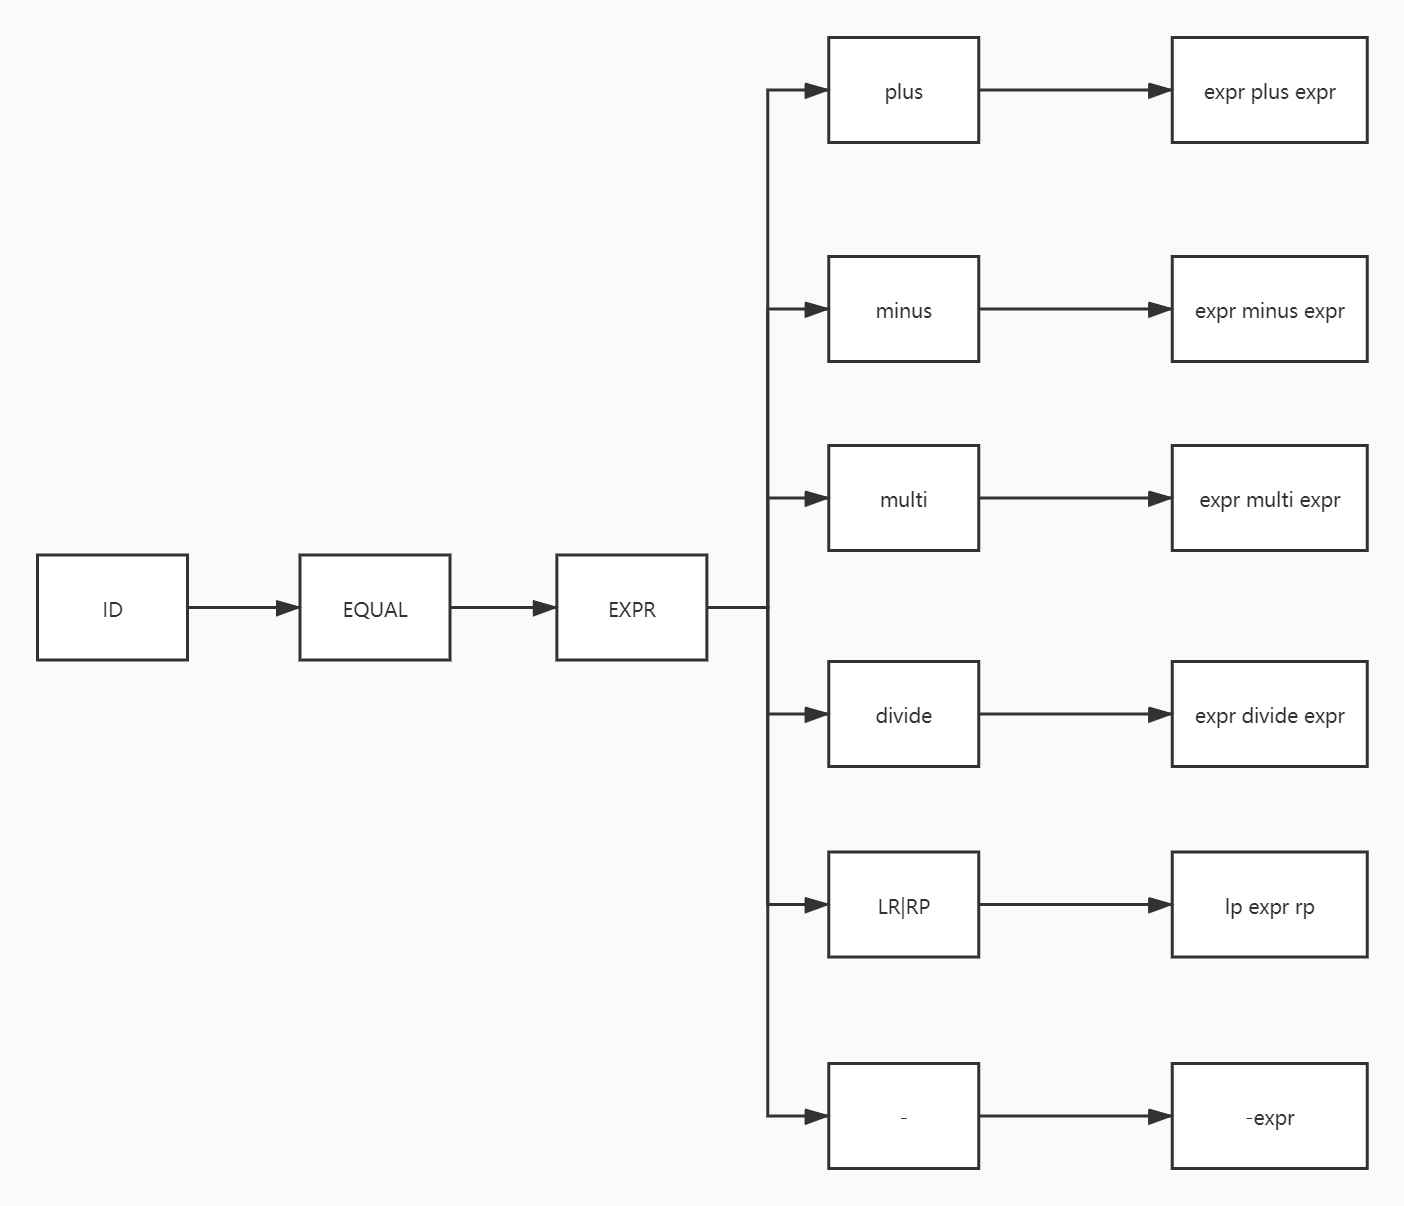 plus
expr plus expr
minus
expr minus expr
multi
expr multi expr
ID
EQUAL
EXPR
divide
expr divide expr
LR|RP
lp expr rp
-
-expr